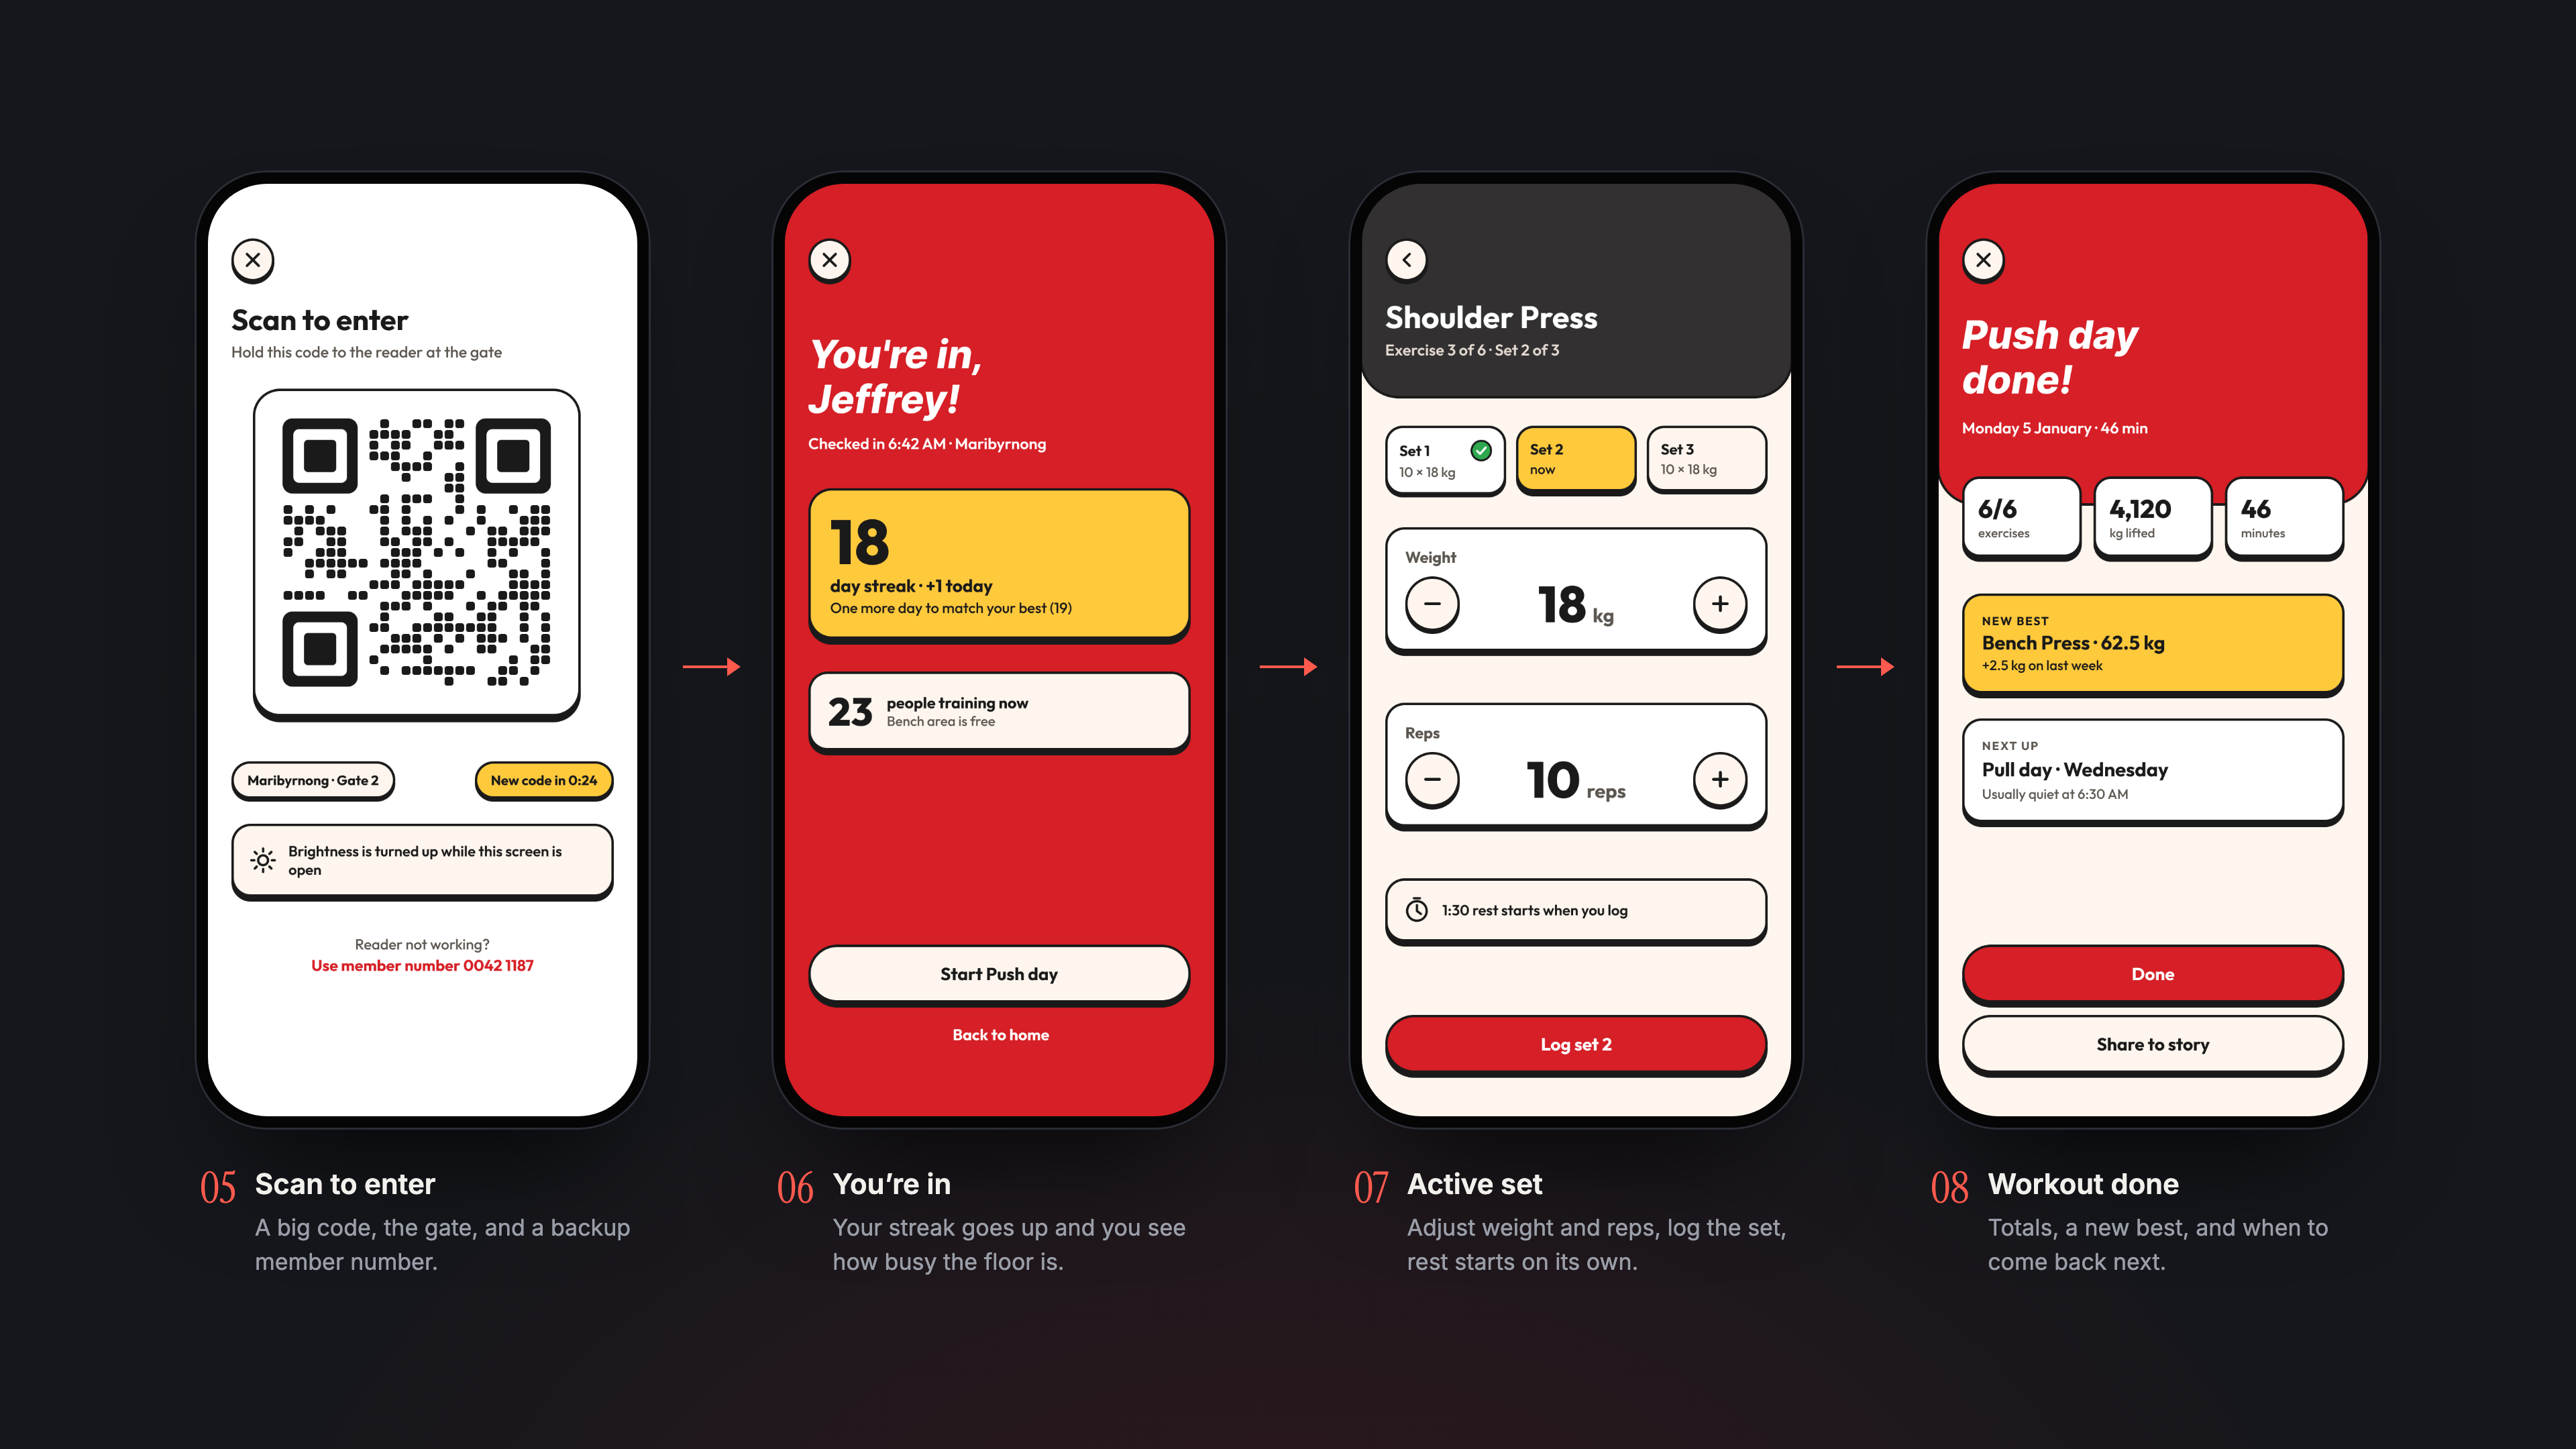 Scan to enter
Hold this code to the reader at the gate
Maribyrnong · Gate 2
New code in 0:24
Brightness is turned up while this screen is
open
Reader not working?
Use member number 0042 1187
You're in,
Jeffrey!
Checked in 6:42 AM · Maribyrnong
18
day streak · +1 today
One more day to match your best (19)
23
people training now
Bench area is free
Start Push day
Back to home
Shoulder Press
Exercise 3 of 6 · Set 2 of 3
Set 1
10 × 18 kg
Set 2
now
Set 3
10 × 18 kg
Weight
18 kg
Reps
10 reps
1:30 rest starts when you log
Log set 2
Push day
done!
Monday 5 January · 46 min
6/6
exercises
4,120
kg lifted
46
minutes
NEW BEST
Bench Press · 62.5 kg
+2.5 kg on last week
NEXT UP
Pull day · Wednesday
Usually quiet at 6:30 AM
Done
Share to story
05 Scan to enter
A big code, the gate, and a backup
member number.
06 You’re in
Your streak goes up and you see
how busy the floor is.
07 Active set
Adjust weight and reps, log the set,
rest starts on its own.
08 Workout done
Totals, a new best, and when to
come back next.